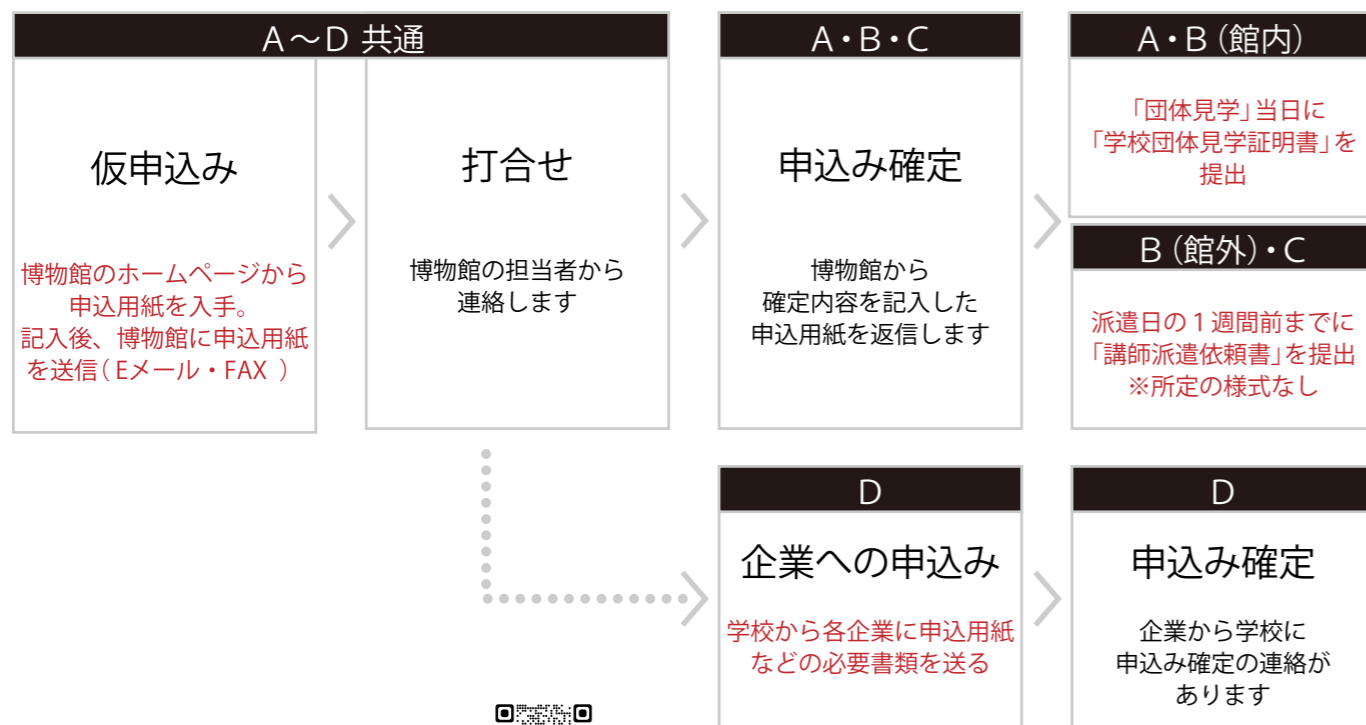 A～D 共通
仮申込み
博物館のホームページから
申込用紙を入手。
記入後、博物館に申込用紙
を送信（Eメール・FAX ）
打合せ
博物館の担当者から
連絡します
A・B・C
申込み確定
博物館から
確定内容を記入した
申込用紙を返信します
A・B（館内）
「団体見学」当日に
「学校団体見学証明書」を
提出
B（館外）・C
派遣日の１週間前までに
「講師派遣依頼書」を提出
※所定の様式なし
D
企業への申込み
学校から各企業に申込用紙
などの必要書類を送る
D
申込み確定
企業から学校に
申込み確定の連絡が
あります